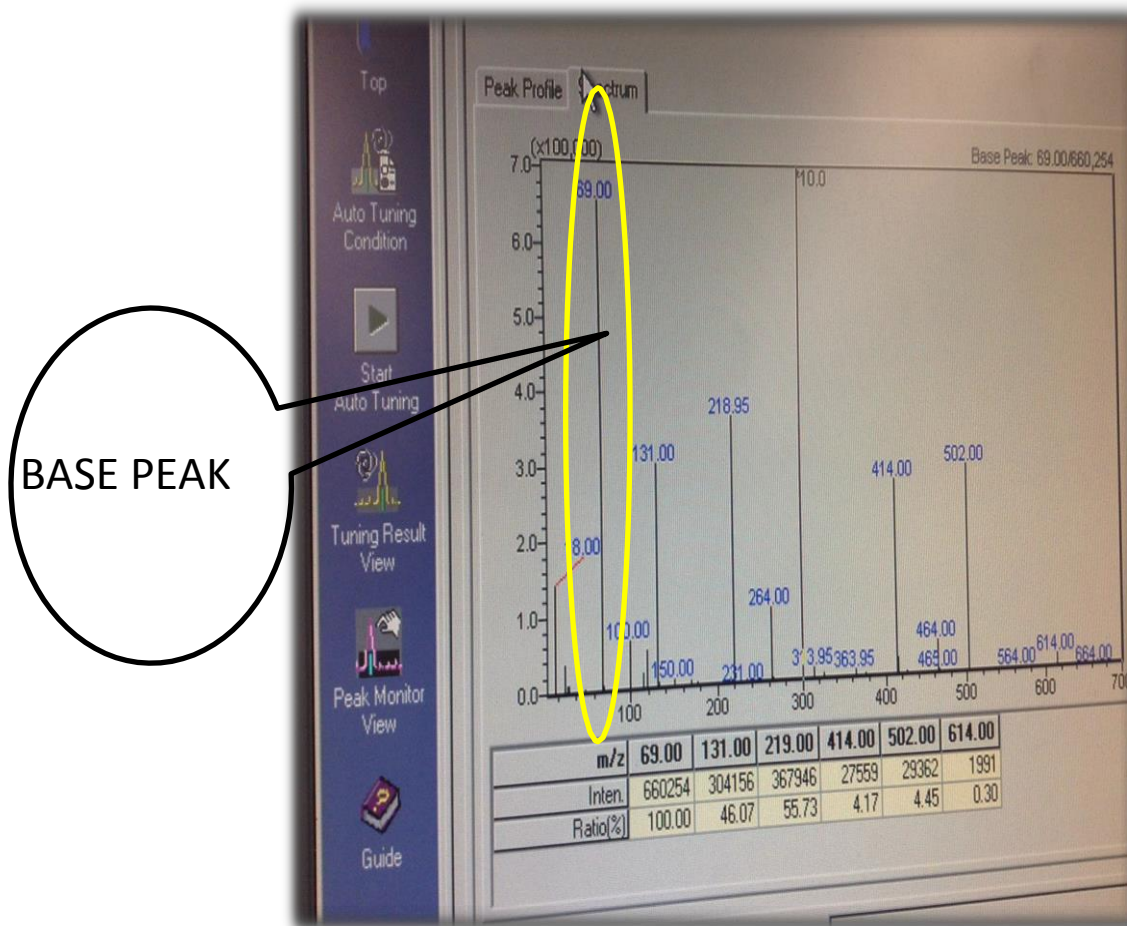 Top
Auto Tuning
Condition
Start
Auto Tuning
Tuning Result
View
Peak Monitor
View
Guide
BASE PEAK
Peak Profile
(x100,000)
Base Peak: 69.00/660,254
7.0
6.0
5.0
4.0
3.0
2.0
1.0
0.0
69.00
218.95
131.00
414.00
502.00
264.00
100.00
150.00
231.00
363.95
464.00
465.00
564.00
614.00
664.00
100 200 300 400 500 600
m/z 69.00 131.00 219.00 414.00 502.00 614.00
Inten. 660254 304156 367946 27559 29362 1991
Ratio(%) 100.00 46.07 55.73 4.17 4.45 0.30